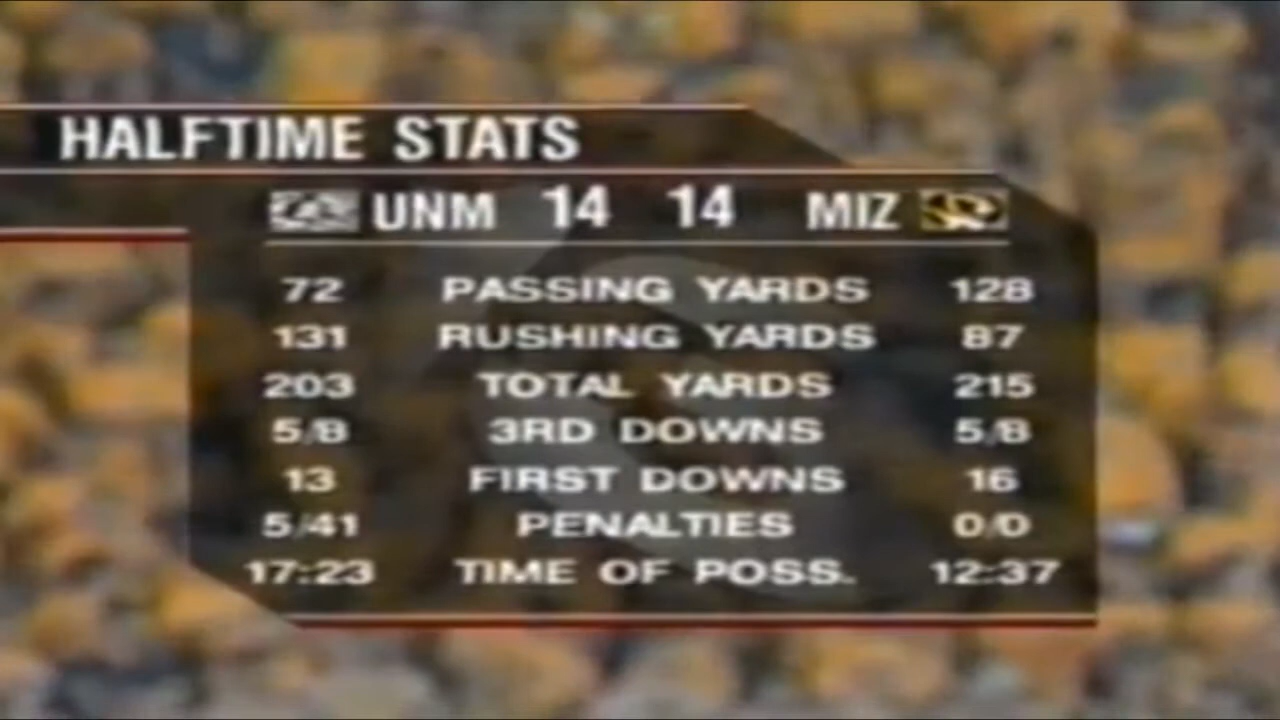 HALFTIME STATS
UNM 14 14 MIZ
72 PASSING YARDS 128
131 RUSHING YARDS 87
203 TOTAL YARDS 215
5/8 3RD DOWNS 5/8
13 FIRST DOWNS 16
5/41 PENALTIES 0/0
17:23 TIME OF POSS. 12:37